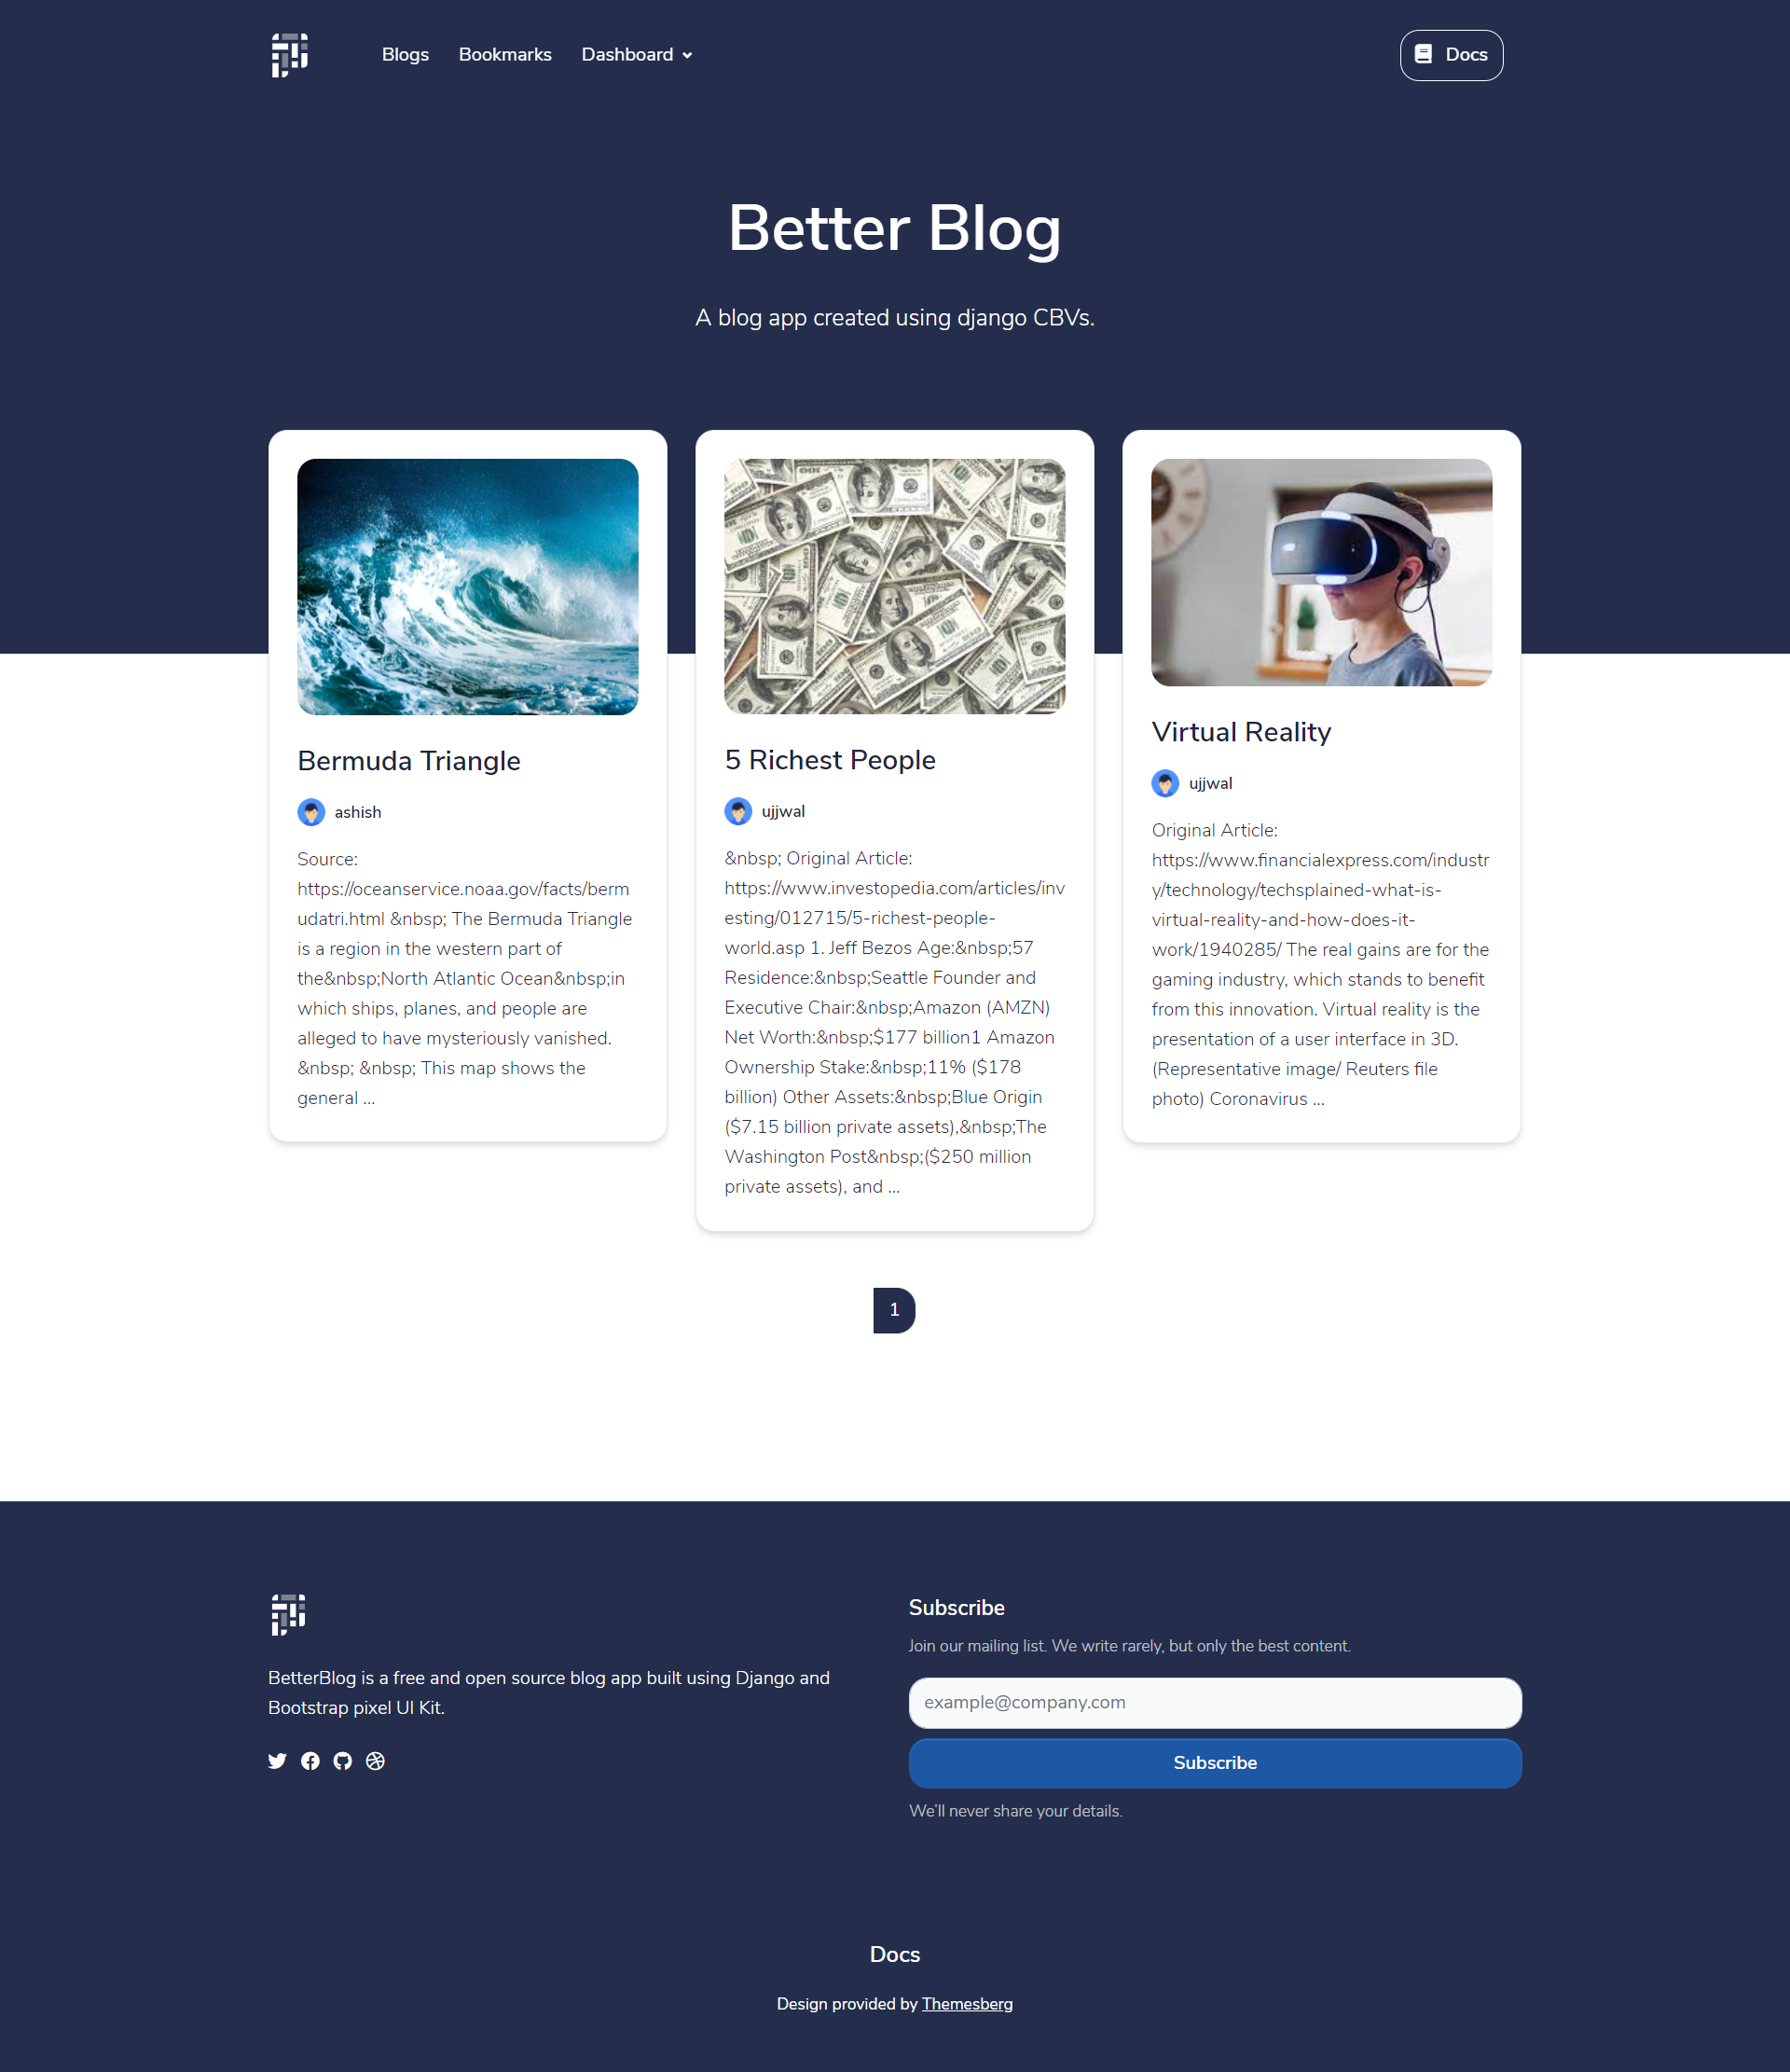 Blogs Bookmarks Dashboard
Docs
Better Blog
A blog app created using django CBVs.
Bermuda Triangle
ashish
Source:
https://oceanservice.noaa.gov/facts/berm
udatri.html &nbsp; The Bermuda Triangle
is a region in the western part of
the&nbsp;North Atlantic Ocean&nbsp;in
which ships, planes, and people are
alleged to have mysteriously vanished.
&nbsp; &nbsp; This map shows the
general ...
5 Richest People
ujjwal
&nbsp; Original Article:
https://www.investopedia.com/articles/inv
esting/012715/5-richest-people-
world.asp 1. Jeff Bezos Age:&nbsp;57
Residence:&nbsp;Seattle Founder and
Executive Chair:&nbsp;Amazon (AMZN)
Net Worth:&nbsp;$177 billion1 Amazon
Ownership Stake:&nbsp;11% ($178
billion) Other Assets:&nbsp;Blue Origin
($7.15 billion private assets),&nbsp;The
Washington Post&nbsp;($250 million
private assets), and ...
Virtual Reality
ujjwal
Original Article:
https://www.financialexpress.com/industr
y/technology/techsplained-what-is-
virtual-reality-and-how-does-it-
work/1940285/ The real gains are for the
gaming industry, which stands to benefit
from this innovation. Virtual reality is the
presentation of a user interface in 3D.
(Representative image/ Reuters file
photo) Coronavirus ...
1
BetterBlog is a free and open source blog app built using Django and
Bootstrap pixel UI Kit.
Subscribe
Join our mailing list. We write rarely, but only the best content.
example@company.com
Subscribe
We'll never share your details.
Docs
Design provided by Themesberg